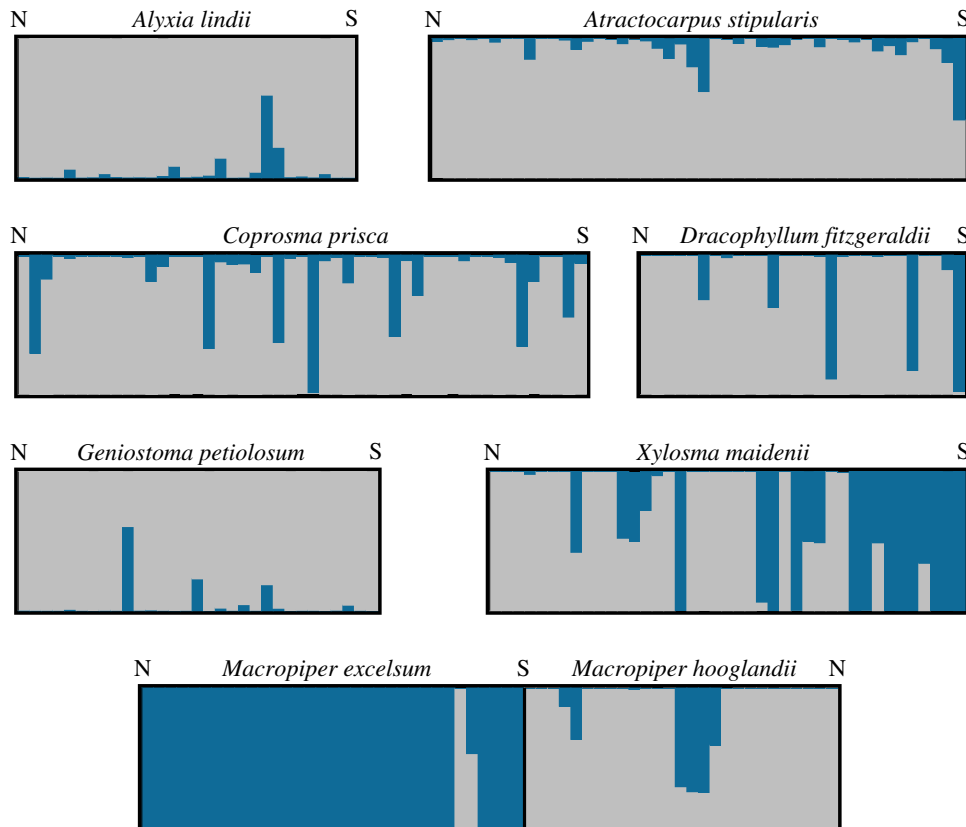 N Alyxia lindii S
N Atractocarpus stipularis S
N Coprosma prisca S
N Dracophyllum fitzgeraldii S
N Geniostoma petiolosum S
N Xylosma maidenii S
N Macropiper excelsum S Macropiper hooglandii N